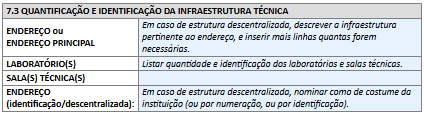 7.3 QUANTIFICAÇÃO E IDENTIFICAÇÃO DA INFRAESTRUTURA TÉCNICA
ENDEREÇO ou
ENDEREÇO PRINCIPAL
Em caso de estrutura descentralizada, descrever a infraestrutura
pertinente ao endereço, e inserir mais linhas quantas forem
necessárias.
LABORATÓRIO(S)
Listar quantidade e identificação dos laboratórios e salas técnicas.
SALA(S) TÉCNICA(S)
ENDEREÇO
(identificação/descentralizada):
Em caso de estrutura descentralizada, nominar como de costume da
instituição (ou por numeração, ou por identificação).